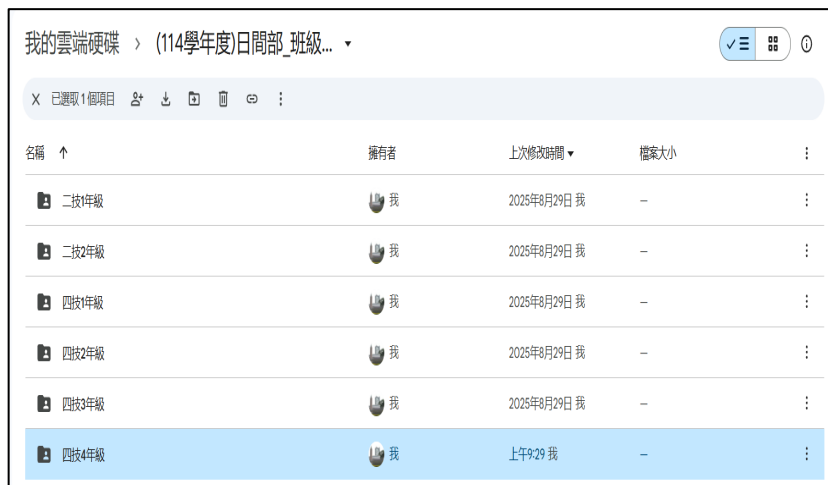 我的雲端硬碟 › (114學年度)日間部_班級...
已選取 1 個項目
名稱 擁有者 上次修改時間 檔案大小
二技1年級 我 2025年8月29日 我 —
二技2年級 我 2025年8月29日 我 —
四技1年級 我 2025年8月29日 我 —
四技2年級 我 2025年8月29日 我 —
四技3年級 我 2025年8月29日 我 —
四技4年級 我 上午9:29 我 —